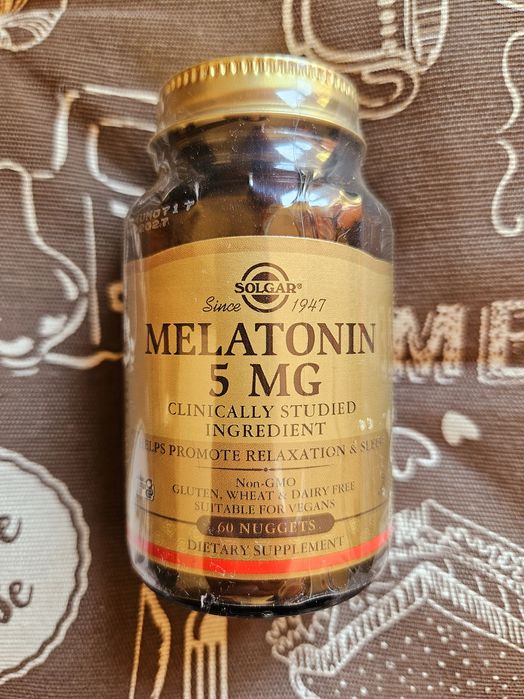 SOLGAR®
Since 1947
MELATONIN
5 MG
CLINICALLY STUDIED
INGREDIENT
HELPS PROMOTE RELAXATION & SLEEP
Non-GMO
GLUTEN, WHEAT & DAIRY FREE
SUITABLE FOR VEGANS
60 NUGGETS
DIETARY SUPPLEMENT
ME